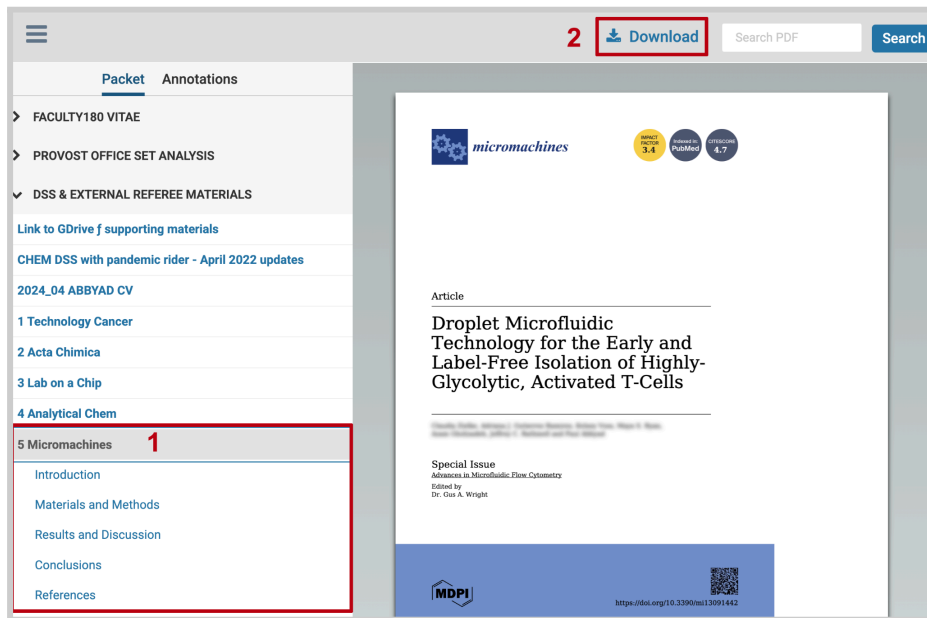 2
Download
Search PDF
Search
Packet
Annotations
FACULTY180 VITAE
PROVOST OFFICE SET ANALYSIS
DSS & EXTERNAL REFEREE MATERIALS
Link to GDrive ƒ supporting materials
CHEM DSS with pandemic rider - April 2022 updates
2024_04 ABBYAD CV
1 Technology Cancer
2 Acta Chimica
3 Lab on a Chip
4 Analytical Chem
5 Micromachines
1
Introduction
Materials and Methods
Results and Discussion
Conclusions
References
micromachines
IMPACT
FACTOR
3.4
Indexed in:
PubMed
CITESCORE
4.7
Article
Droplet Microfluidic
Technology for the Early and
Label-Free Isolation of Highly-
Glycolytic, Activated T-Cells
Special Issue
Advances in Microfluidic Flow Cytometry
Edited by
Dr. Gus A. Wright
MDPI
https://doi.org/10.3390/mi13091442